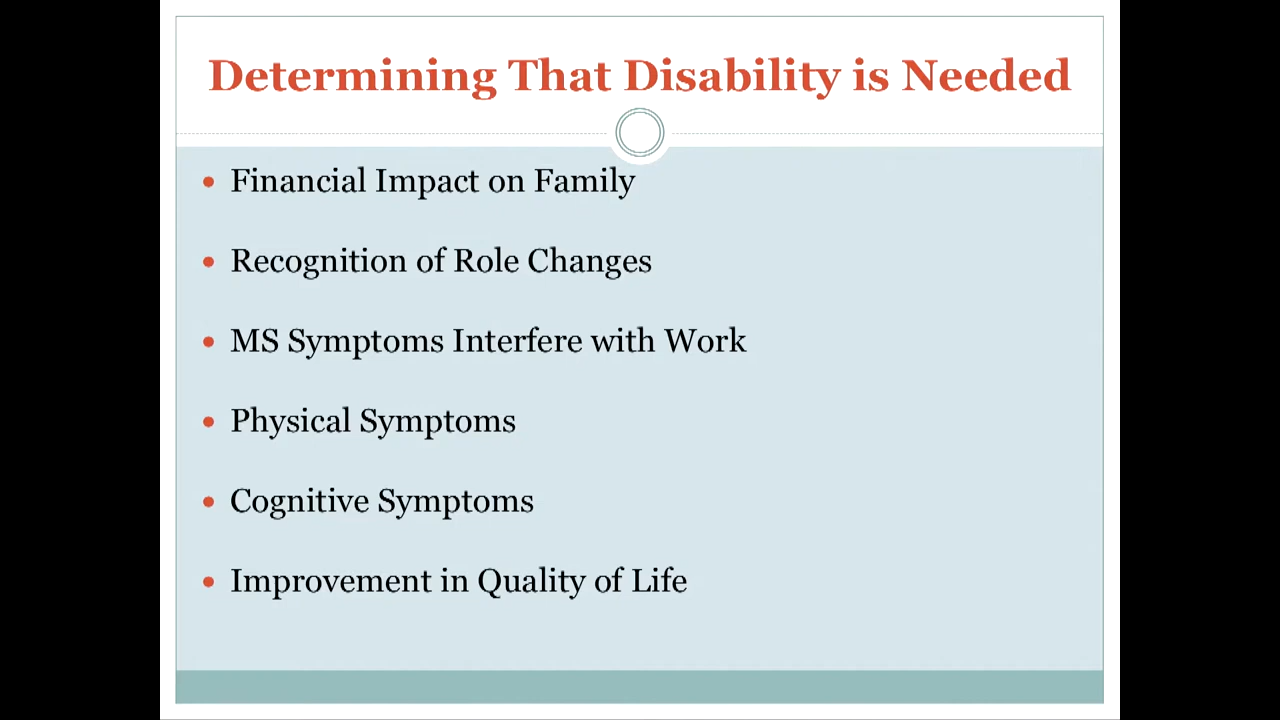 Determining That Disability is Needed
• Financial Impact on Family
• Recognition of Role Changes
• MS Symptoms Interfere with Work
• Physical Symptoms
• Cognitive Symptoms
• Improvement in Quality of Life